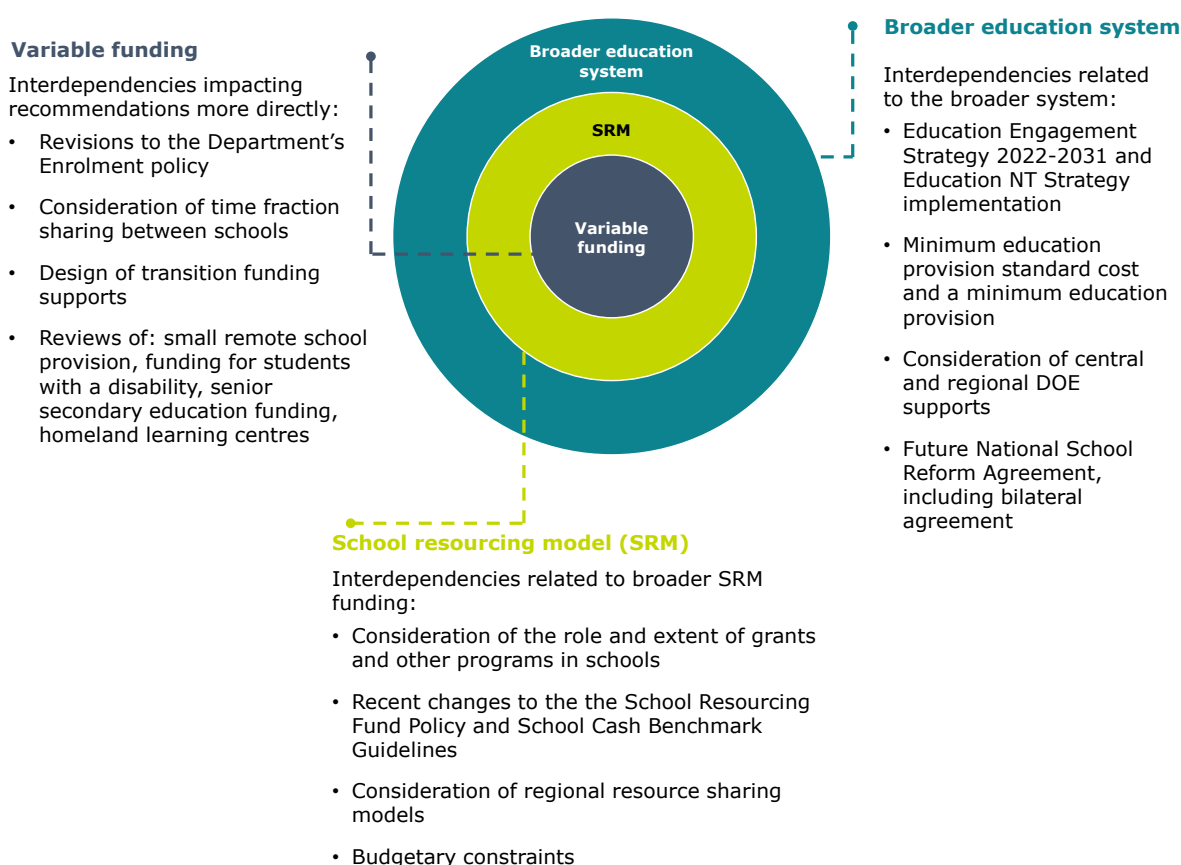 Variable funding
Interdependencies impacting
recommendations more directly:
• Revisions to the Department’s
Enrolment policy
• Consideration of time fraction
sharing between schools
• Design of transition funding
supports
• Reviews of: small remote school
provision, funding for students
with a disability, senior
secondary education funding,
homeland learning centres
Broader education
system
SRM
Variable
funding
Broader education system
Interdependencies related
to the broader system:
• Education Engagement
Strategy 2022-2031 and
Education NT Strategy
implementation
• Minimum education
provision standard cost
and a minimum education
provision
• Consideration of central
and regional DOE
supports
• Future National School
Reform Agreement,
including bilateral
agreement
School resourcing model (SRM)
Interdependencies related to broader SRM
funding:
• Consideration of the role and extent of grants
and other programs in schools
• Recent changes to the the School Resourcing
Fund Policy and School Cash Benchmark
Guidelines
• Consideration of regional resource sharing
models
• Budgetary constraints